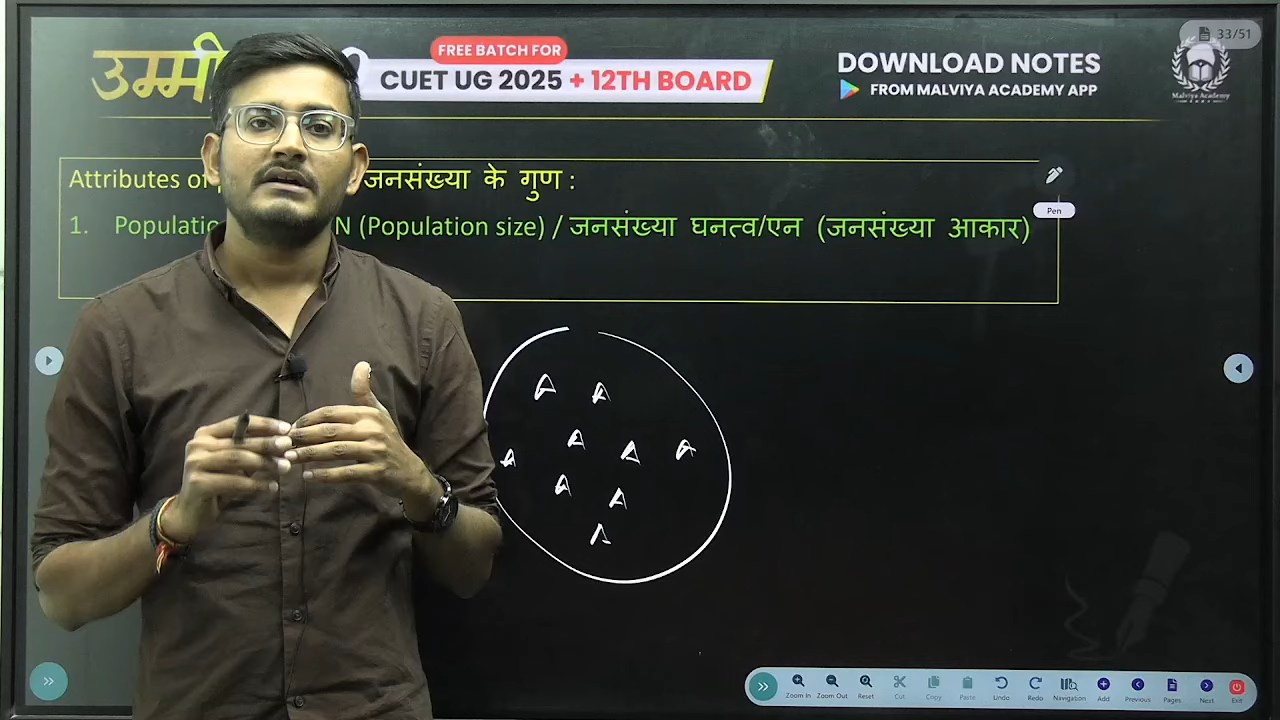 33/51
उम्मी
FREE BATCH FOR
CUET UG 2025 + 12TH BOARD
DOWNLOAD NOTES
FROM MALVIYA ACADEMY APP
Malviya Academy
Attributes of जनसंख्या के गुण :
Pen
1. Populatio N (Population size) / जनसंख्या घनत्व/एन (जनसंख्या आकार)
A A
A A A A
A A
A
Zoom In Zoom Out Reset Cut Copy Paste Undo Redo Navigation Add Previous Pages Next Exit